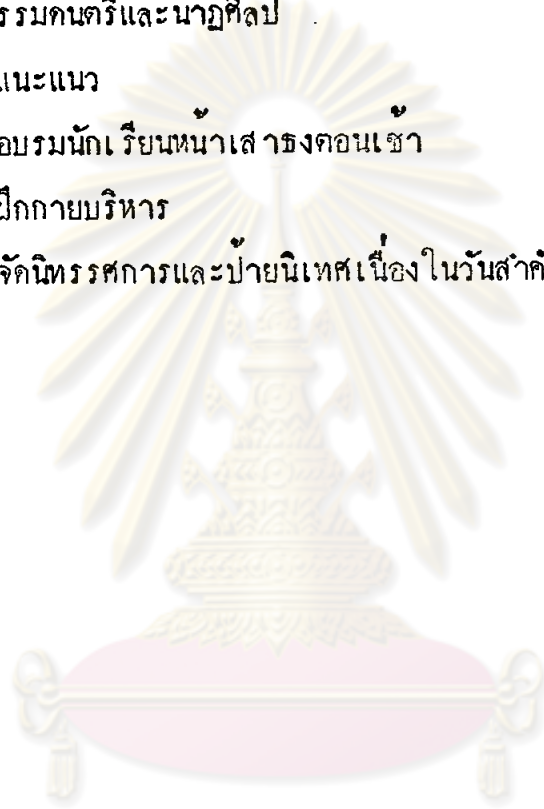 รรมดนตรีและนาฏศิลป
แนะแนว
อบรมนักเรียนหน้าเสาธงตอนเช้า
ฝึกกายบริหาร
จัดนิทรรศการและป้ายนิเทศเนื่องในวันสำคั